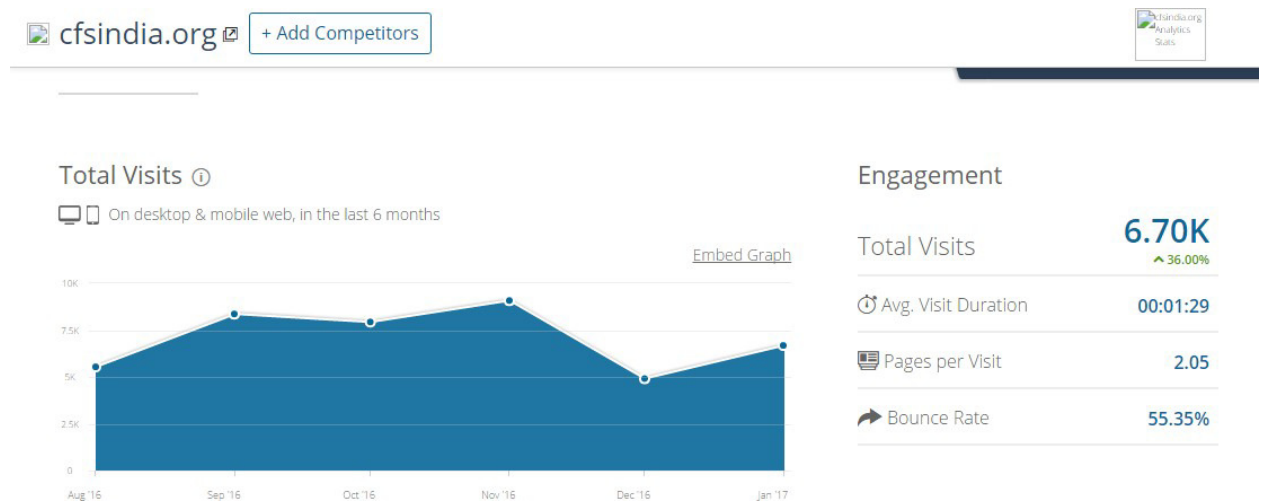 cfsindia.org
+ Add Competitors
cfsindia.org
Analytics
Stats
Total Visits
On desktop & mobile web, in the last 6 months
Embed Graph
10K
7.5K
5K
2.5K
0
Aug '16 Sep '16 Oct '16 Nov '16 Dec '16 Jan '17
Engagement
Total Visits 6.70K
36.00%
Avg. Visit Duration 00:01:29
Pages per Visit 2.05
Bounce Rate 55.35%